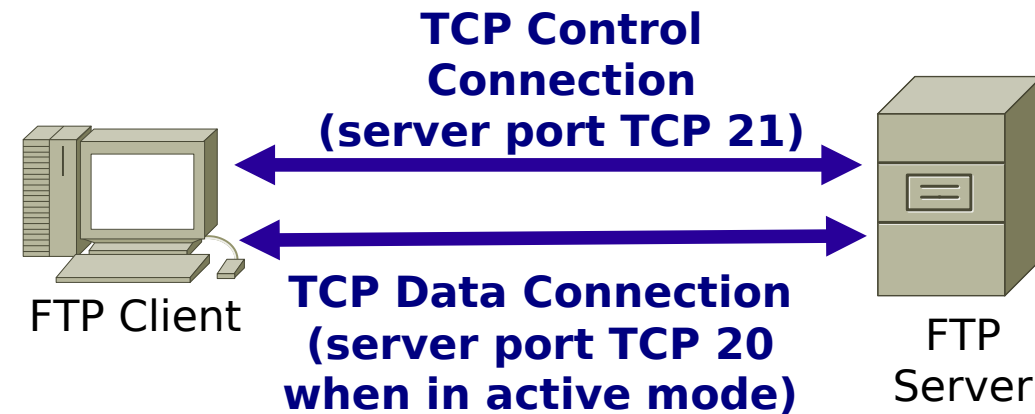 TCP Control
Connection
(server port TCP 21)
FTP Client
TCP Data Connection
(server port TCP 20
when in active mode)
FTP
Server